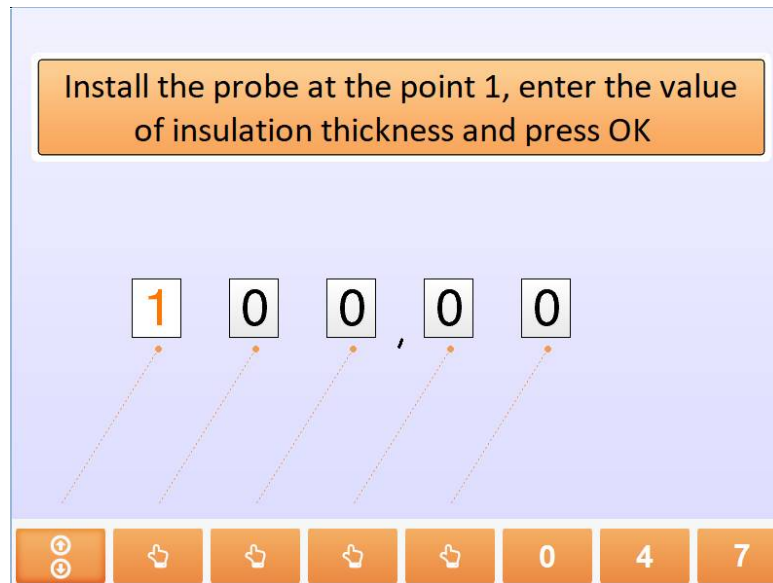 Install the probe at the point 1, enter the value
of insulation thickness and press OK
1 0 0 , 0 0
0 4 7